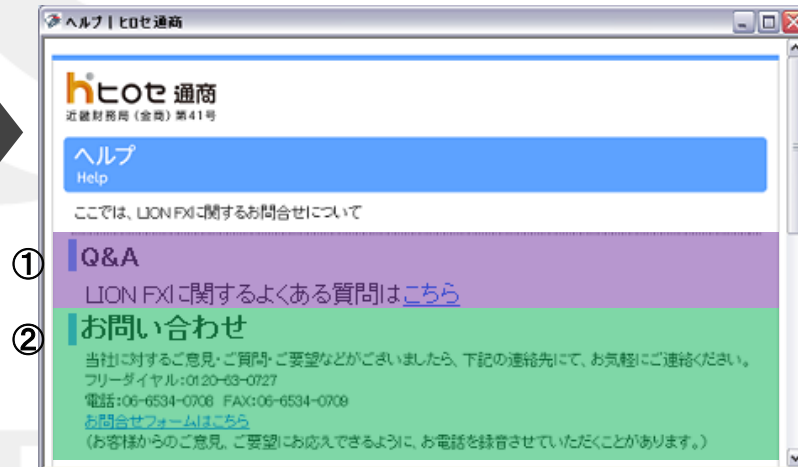 ヘルプ | ヒロセ通商
ヒロセ通商
近畿財務局(金商)第41号
ヘルプ
Help
ここでは、LION FXに関するお問合せについて
① Q&A
LION FXに関するよくある質問はこちら
② お問い合わせ
当社に対するご意見・ご質問・ご要望などがございましたら、下記の連絡先にて、お気軽にご連絡ください。
フリーダイヤル:0120-63-0727
電話:06-6534-0708 FAX:06-6534-0709
お問合せフォームはこちら
(お客様からのご意見、ご要望にお応えできるように、お電話を録音させていただくことがあります。)